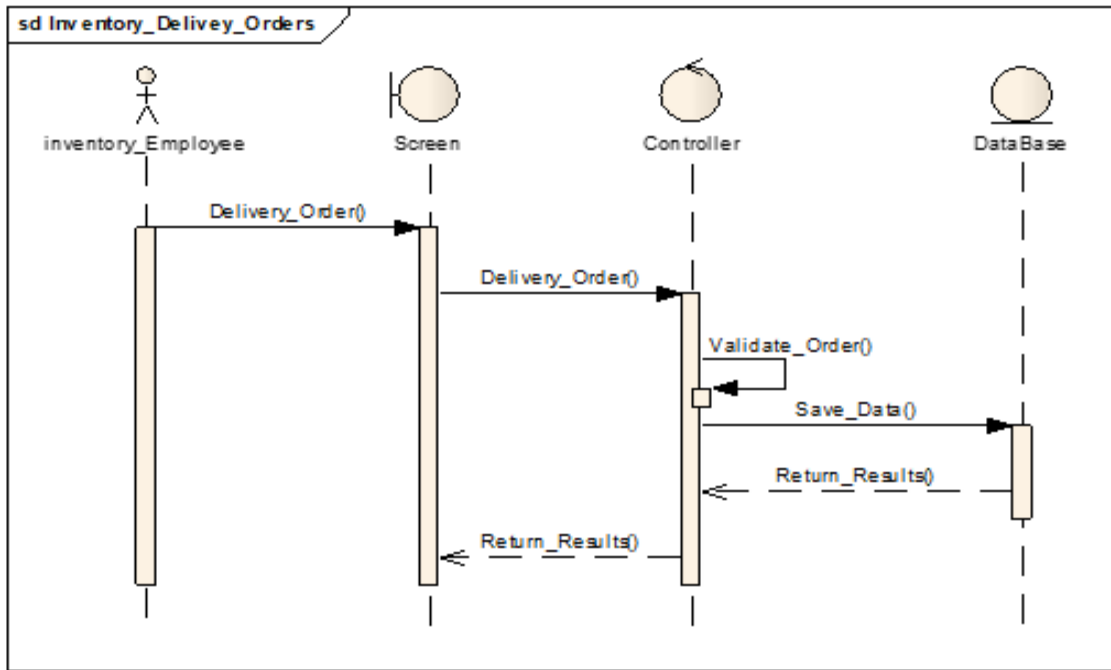 sd Inventory_Delivey_Orders
inventory_Employee
Screen
Controller
DataBase
Delivery_Order()
Delivery_Order()
Validate_Order()
Save_Data()
Return_Results()
Return_Results()